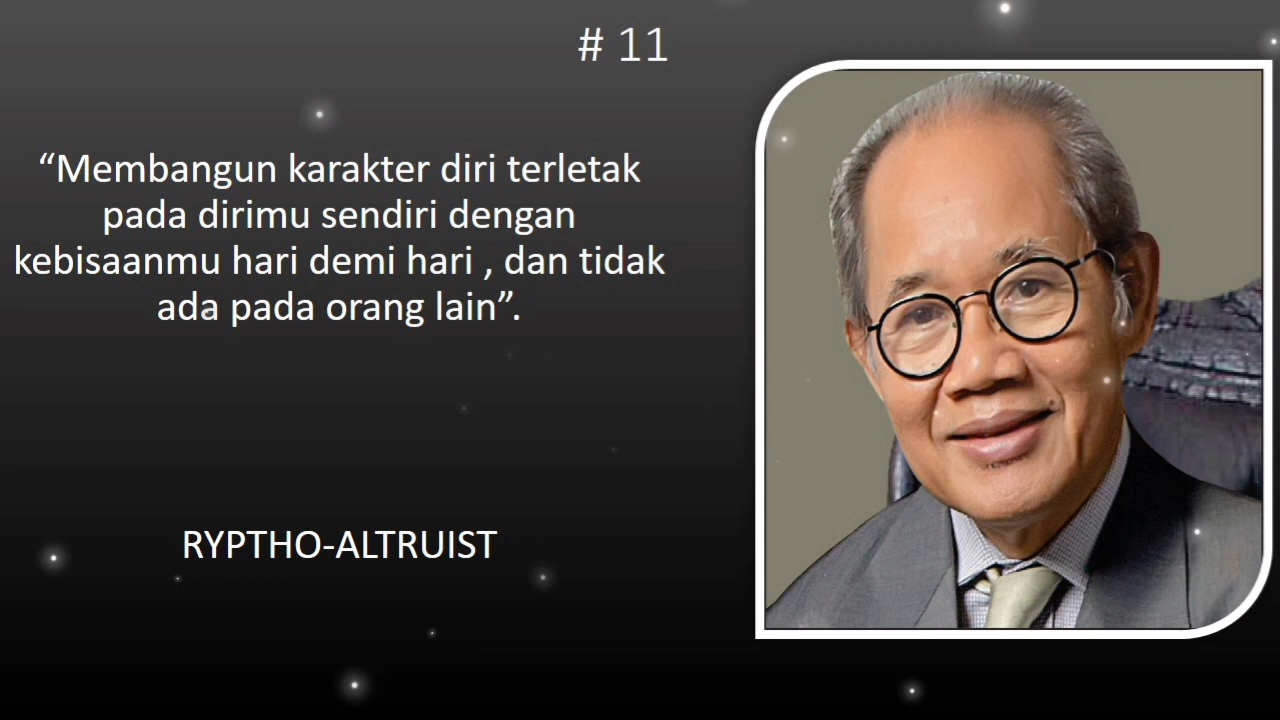 # 11
“Membangun karakter diri terletak
pada dirimu sendiri dengan
kebisaanmu hari demi hari , dan tidak
ada pada orang lain”.
RYPTHO-ALTRUIST